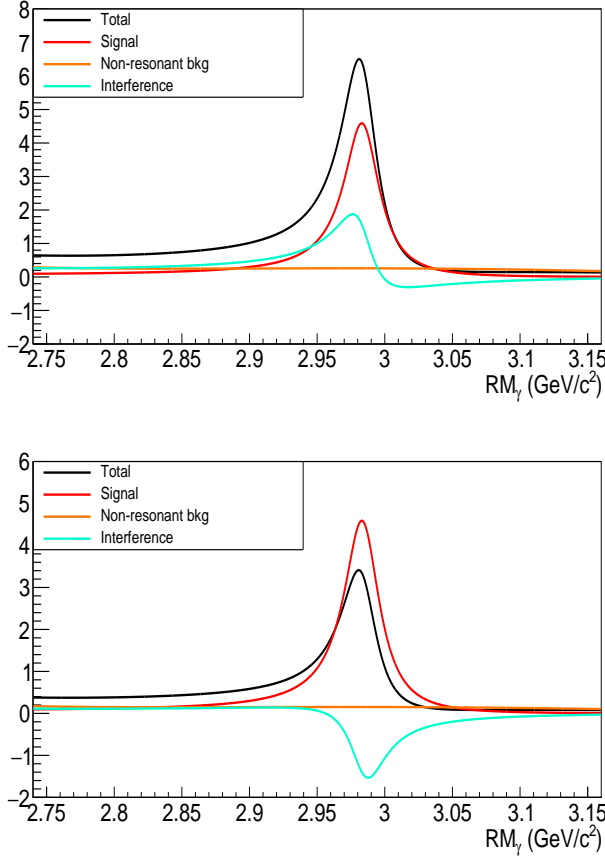 8
7
6
5
4
3
2
1
0
−1
−2
Total
Signal
Non-resonant bkg
Interference
2.75 2.8 2.85 2.9 2.95 3 3.05 3.1 3.15
RMγ (GeV/c²)
6
5
4
3
2
1
0
−1
−2
Total
Signal
Non-resonant bkg
Interference
2.75 2.8 2.85 2.9 2.95 3 3.05 3.1 3.15
RMγ (GeV/c²)